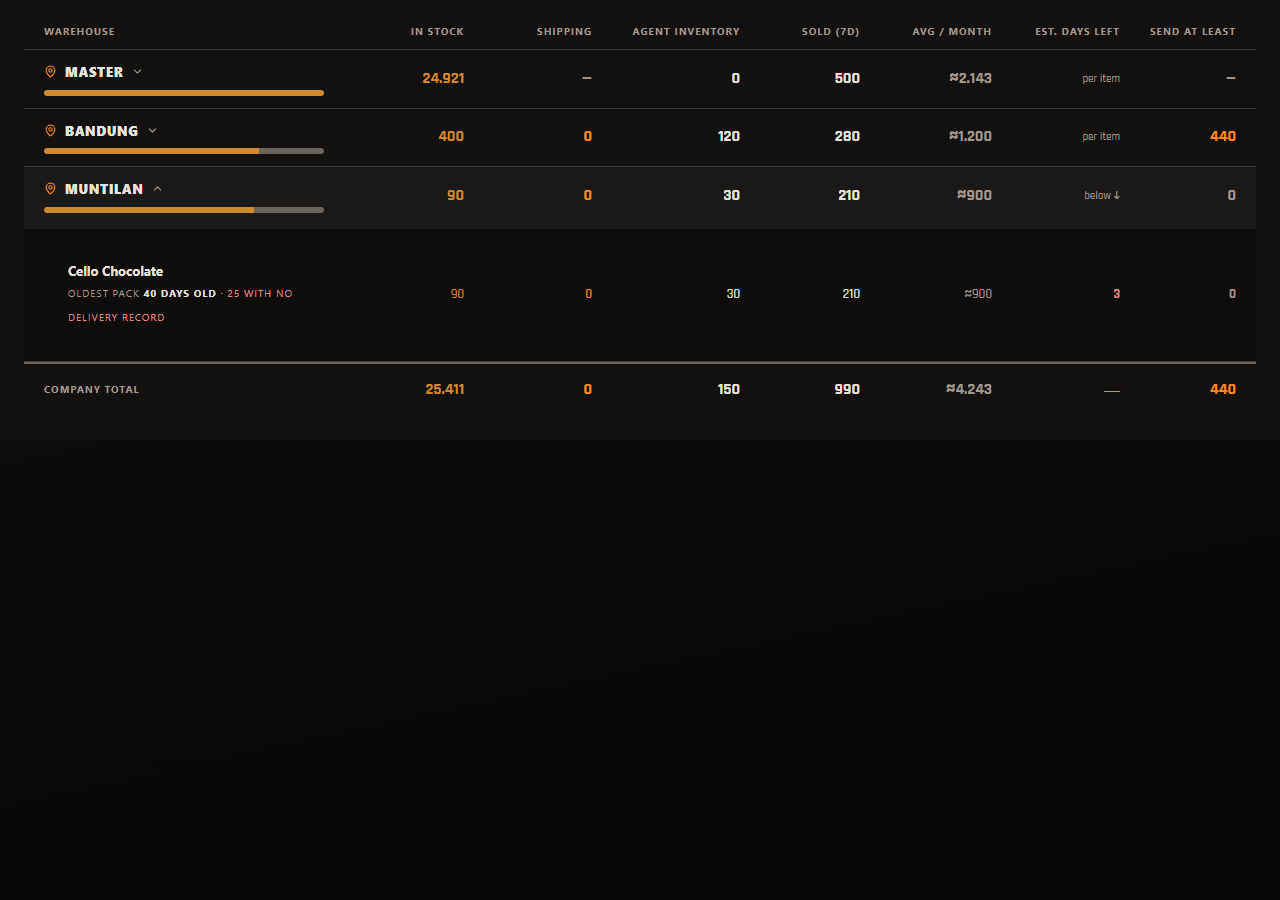 WAREHOUSE IN STOCK SHIPPING AGENT INVENTORY SOLD (7D) AVG / MONTH EST. DAYS LEFT SEND AT LEAST
MASTER 24.921 — 0 500 ≈2.143 per item —
BANDUNG 400 0 120 280 ≈1.200 per item 440
MUNTILAN 90 0 30 210 ≈900 below ↓ 0
Cello Chocolate
OLDEST PACK 40 DAYS OLD · 25 WITH NO 90 0 30 210 ≈900 3 0
DELIVERY RECORD
COMPANY TOTAL 25.411 0 150 990 ≈4.243 — 440